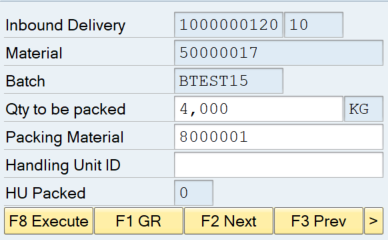 Inbound Delivery 1000000120 10
Material 50000017
Batch BTEST15
Qty to be packed 4,000 KG
Packing Material 8000001
Handling Unit ID
HU Packed 0
F8 Execute F1 GR F2 Next F3 Prev >